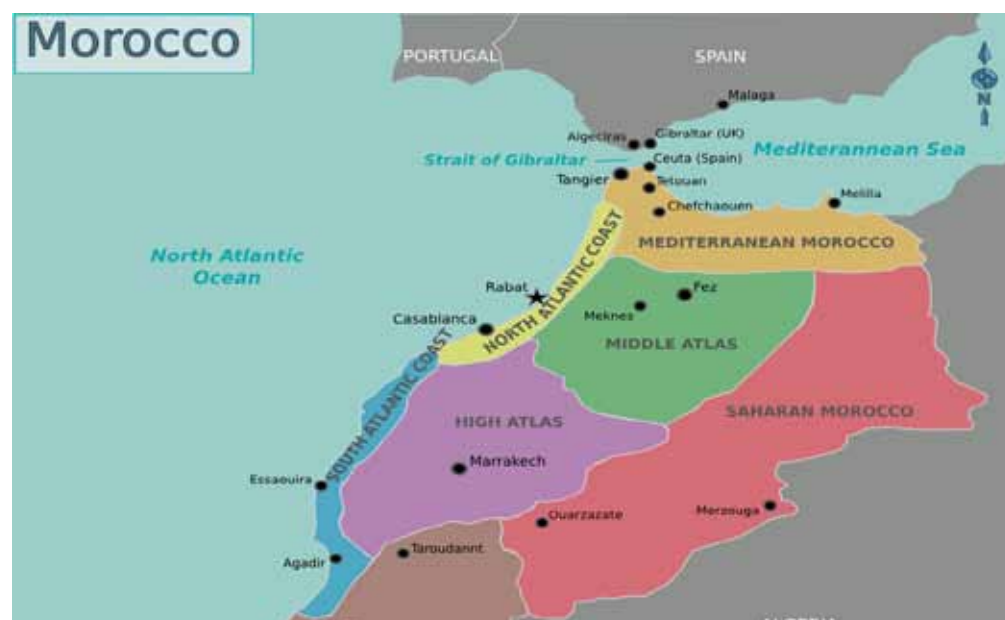 Morocco
PORTUGAL
SPAIN
N
Malaga
Algeciras
Gibraltar (UK)
Strait of Gibraltar
Ceuta (Spain)
Mediterannean Sea
Tangier
Tetouan
Chefchaouen
Melilla
MEDITERRANEAN MOROCCO
North Atlantic
Ocean
NORTH ATLANTIC COAST
Rabat
Fez
Casablanca
Meknes
MIDDLE ATLAS
SOUTH ATLANTIC COAST
HIGH ATLAS
SAHARAN MOROCCO
Marrakech
Essaouira
Ouarzazate
Merzouga
Agadir
Taroudannt